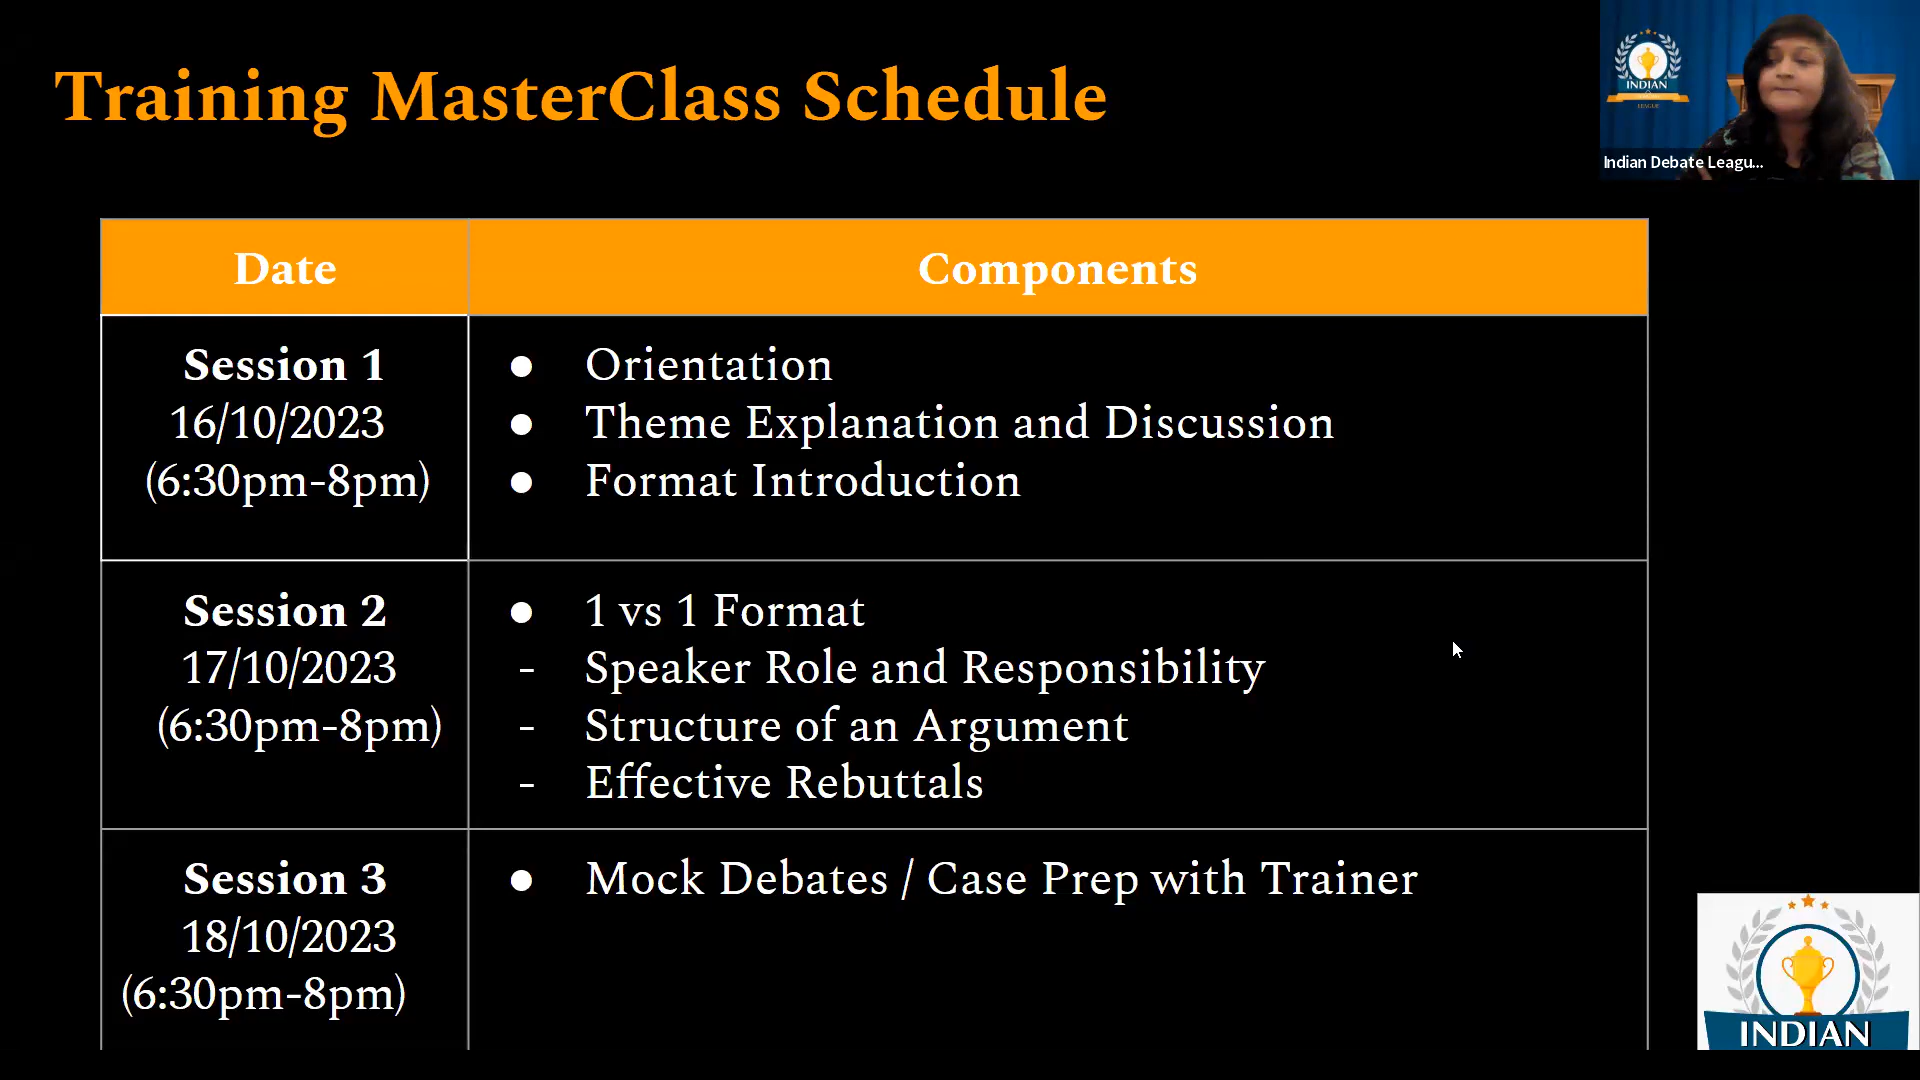 Training MasterClass Schedule
INDIAN
LEAGUE
Indian Debate Leagu...
Date
Components
Session 1
16/10/2023
(6:30pm-8pm)
● Orientation
● Theme Explanation and Discussion
● Format Introduction
Session 2
17/10/2023
(6:30pm-8pm)
● 1 vs 1 Format
- Speaker Role and Responsibility
- Structure of an Argument
- Effective Rebuttals
Session 3
18/10/2023
(6:30pm-8pm)
● Mock Debates / Case Prep with Trainer
INDIAN